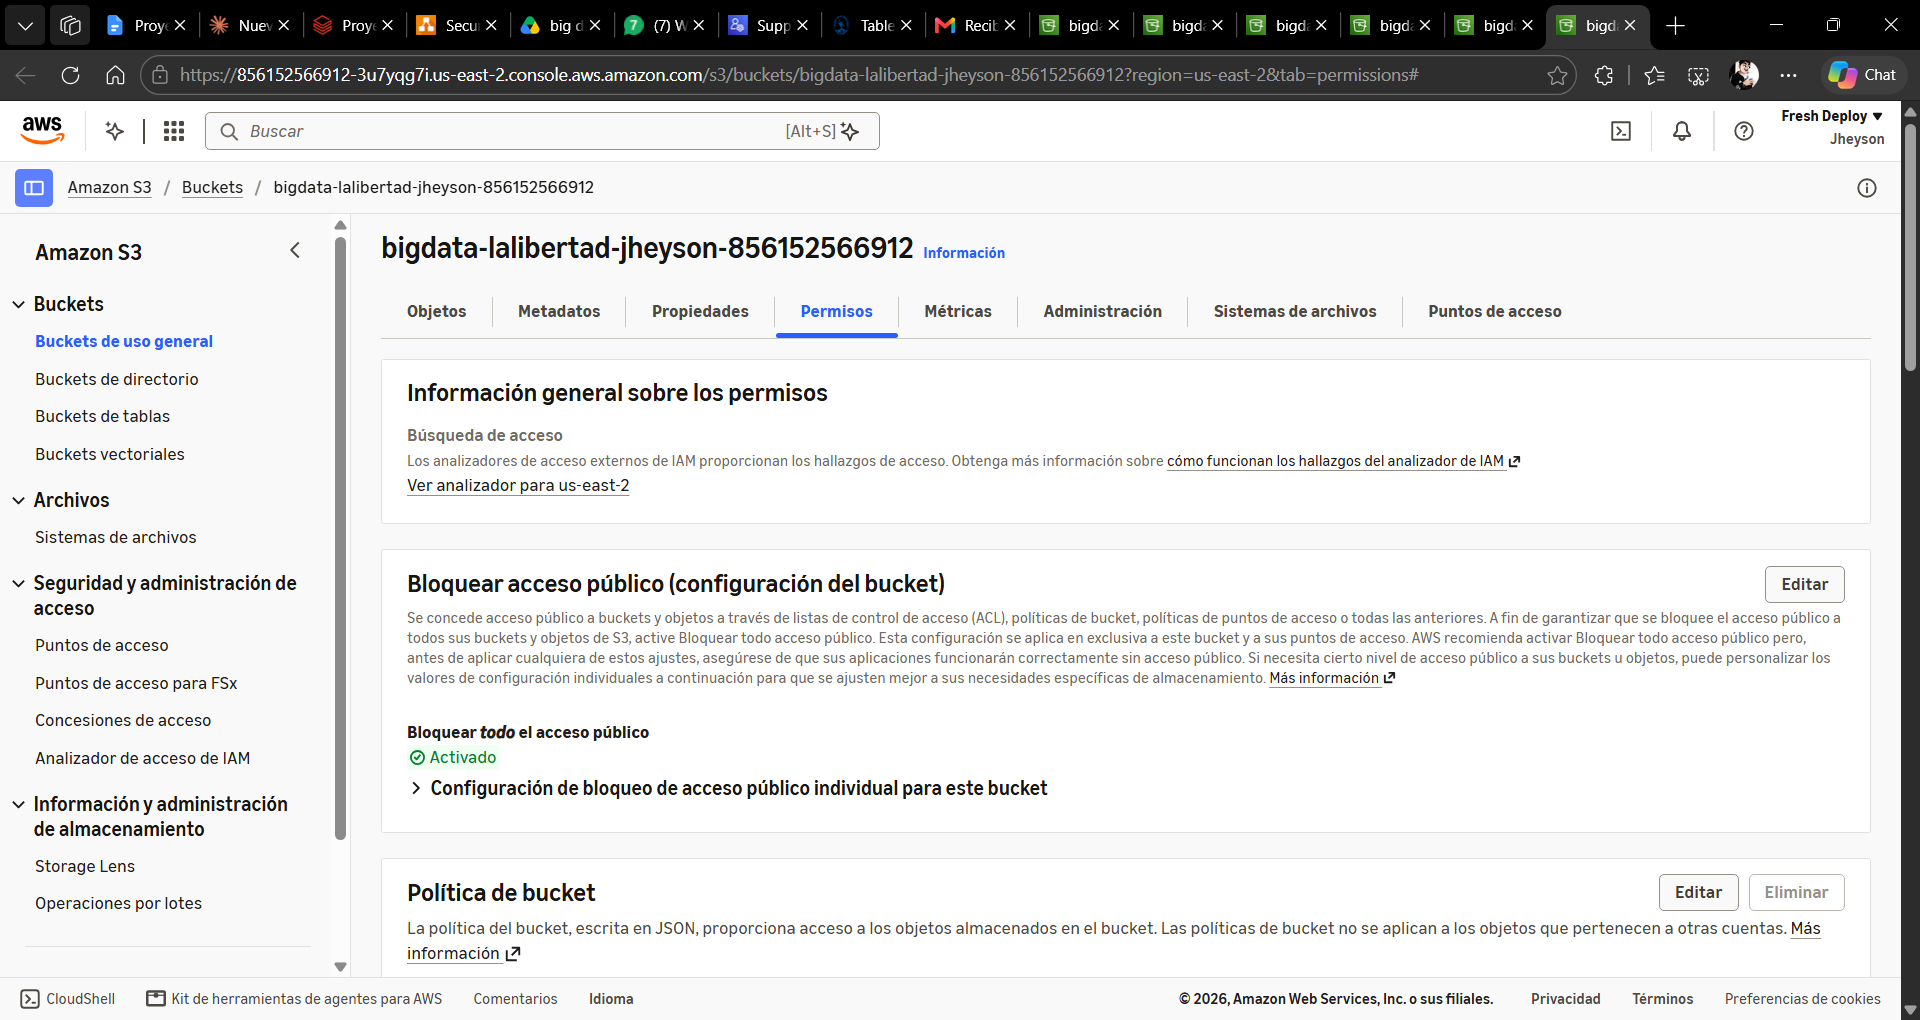 Proye
Nuev
Proye
Secu
big d
(7) W
Supp
Table
Recib
bigda
bigda
bigda
bigda
bigda
bigda
https://856152566912-3u7yqg7i.us-east-2.console.aws.amazon.com/s3/buckets/bigdata-lalibertad-jheyson-856152566912?region=us-east-2&tab=permissions#
Chat
aws
Buscar
[Alt+S]
Fresh Deploy
Jheyson
Amazon S3 / Buckets / bigdata-lalibertad-jheyson-856152566912
Amazon S3
Buckets
Buckets de uso general
Buckets de directorio
Buckets de tablas
Buckets vectoriales
Archivos
Sistemas de archivos
Seguridad y administración de
acceso
Puntos de acceso
Puntos de acceso para FSx
Concesiones de acceso
Analizador de acceso de IAM
Información y administración
de almacenamiento
Storage Lens
Operaciones por lotes
bigdata-lalibertad-jheyson-856152566912 Información
Objetos
Metadatos
Propiedades
Permisos
Métricas
Administración
Sistemas de archivos
Puntos de acceso
Información general sobre los permisos
Búsqueda de acceso
Los analizadores de acceso externos de IAM proporcionan los hallazgos de acceso. Obtenga más información sobre cómo funcionan los hallazgos del analizador de IAM
Ver analizador para us-east-2
Bloquear acceso público (configuración del bucket)
Editar
Se concede acceso público a buckets y objetos a través de listas de control de acceso (ACL), políticas de bucket, políticas de puntos de acceso o todas las anteriores. A fin de garantizar que se bloquee el acceso público a
todos sus buckets y objetos de S3, active Bloquear todo acceso público. Esta configuración se aplica en exclusiva a este bucket y a sus puntos de acceso. AWS recomienda activar Bloquear todo acceso público pero,
antes de aplicar cualquiera de estos ajustes, asegúrese de que sus aplicaciones funcionarán correctamente sin acceso público. Si necesita cierto nivel de acceso público a sus buckets u objetos, puede personalizar los
valores de configuración individuales a continuación para que se ajusten mejor a sus necesidades específicas de almacenamiento. Más información
Bloquear todo el acceso público
Activado
Configuración de bloqueo de acceso público individual para este bucket
Política de bucket
Editar
Eliminar
La política del bucket, escrita en JSON, proporciona acceso a los objetos almacenados en el bucket. Las políticas de bucket no se aplican a los objetos que pertenecen a otras cuentas. Más
información
CloudShell
Kit de herramientas de agentes para AWS
Comentarios
Idioma
© 2026, Amazon Web Services, Inc. o sus filiales.
Privacidad
Términos
Preferencias de cookies